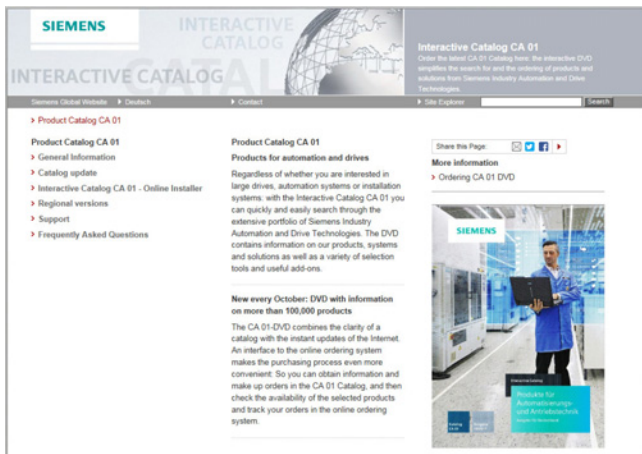 SIEMENS
INTERACTIVE
CATALOG
INTERACTIVE CATALOG
CATAL
Interactive Catalog CA 01
Order the latest CA 01 Catalog here: the interactive DVD
simplifies the search for and the ordering of products and
solutions from Siemens Industry Automation and Drive
Technologies.
Siemens Global Website
Deutsch
Contact
Site Explorer
Search
Product Catalog CA 01
Product Catalog CA 01
General Information
Catalog update
Interactive Catalog CA 01 - Online Installer
Regional versions
Support
Frequently Asked Questions
Product Catalog CA 01
Products for automation and drives
Regardless of whether you are interested in
large drives, automation systems or installation
systems: with the Interactive Catalog CA 01 you
can quickly and easily search through the
extensive portfolio of Siemens Industry
Automation and Drive Technologies. The DVD
contains information on our products, systems
and solutions as well as a variety of selection
tools and useful add-ons.
New every October: DVD with information
on more than 100,000 products
The CA 01-DVD combines the clarity of a
catalog with the instant updates of the Internet.
An interface to the online ordering system
makes the purchasing process even more
convenient: So you can obtain information and
make up orders in the CA 01 Catalog, and then
check the availability of the selected products
and track your orders in the online ordering
system.
Share this Page:
More information
Ordering CA 01 DVD
SIEMENS
Produkte für
Automatisierungs-
und Antriebstechnik